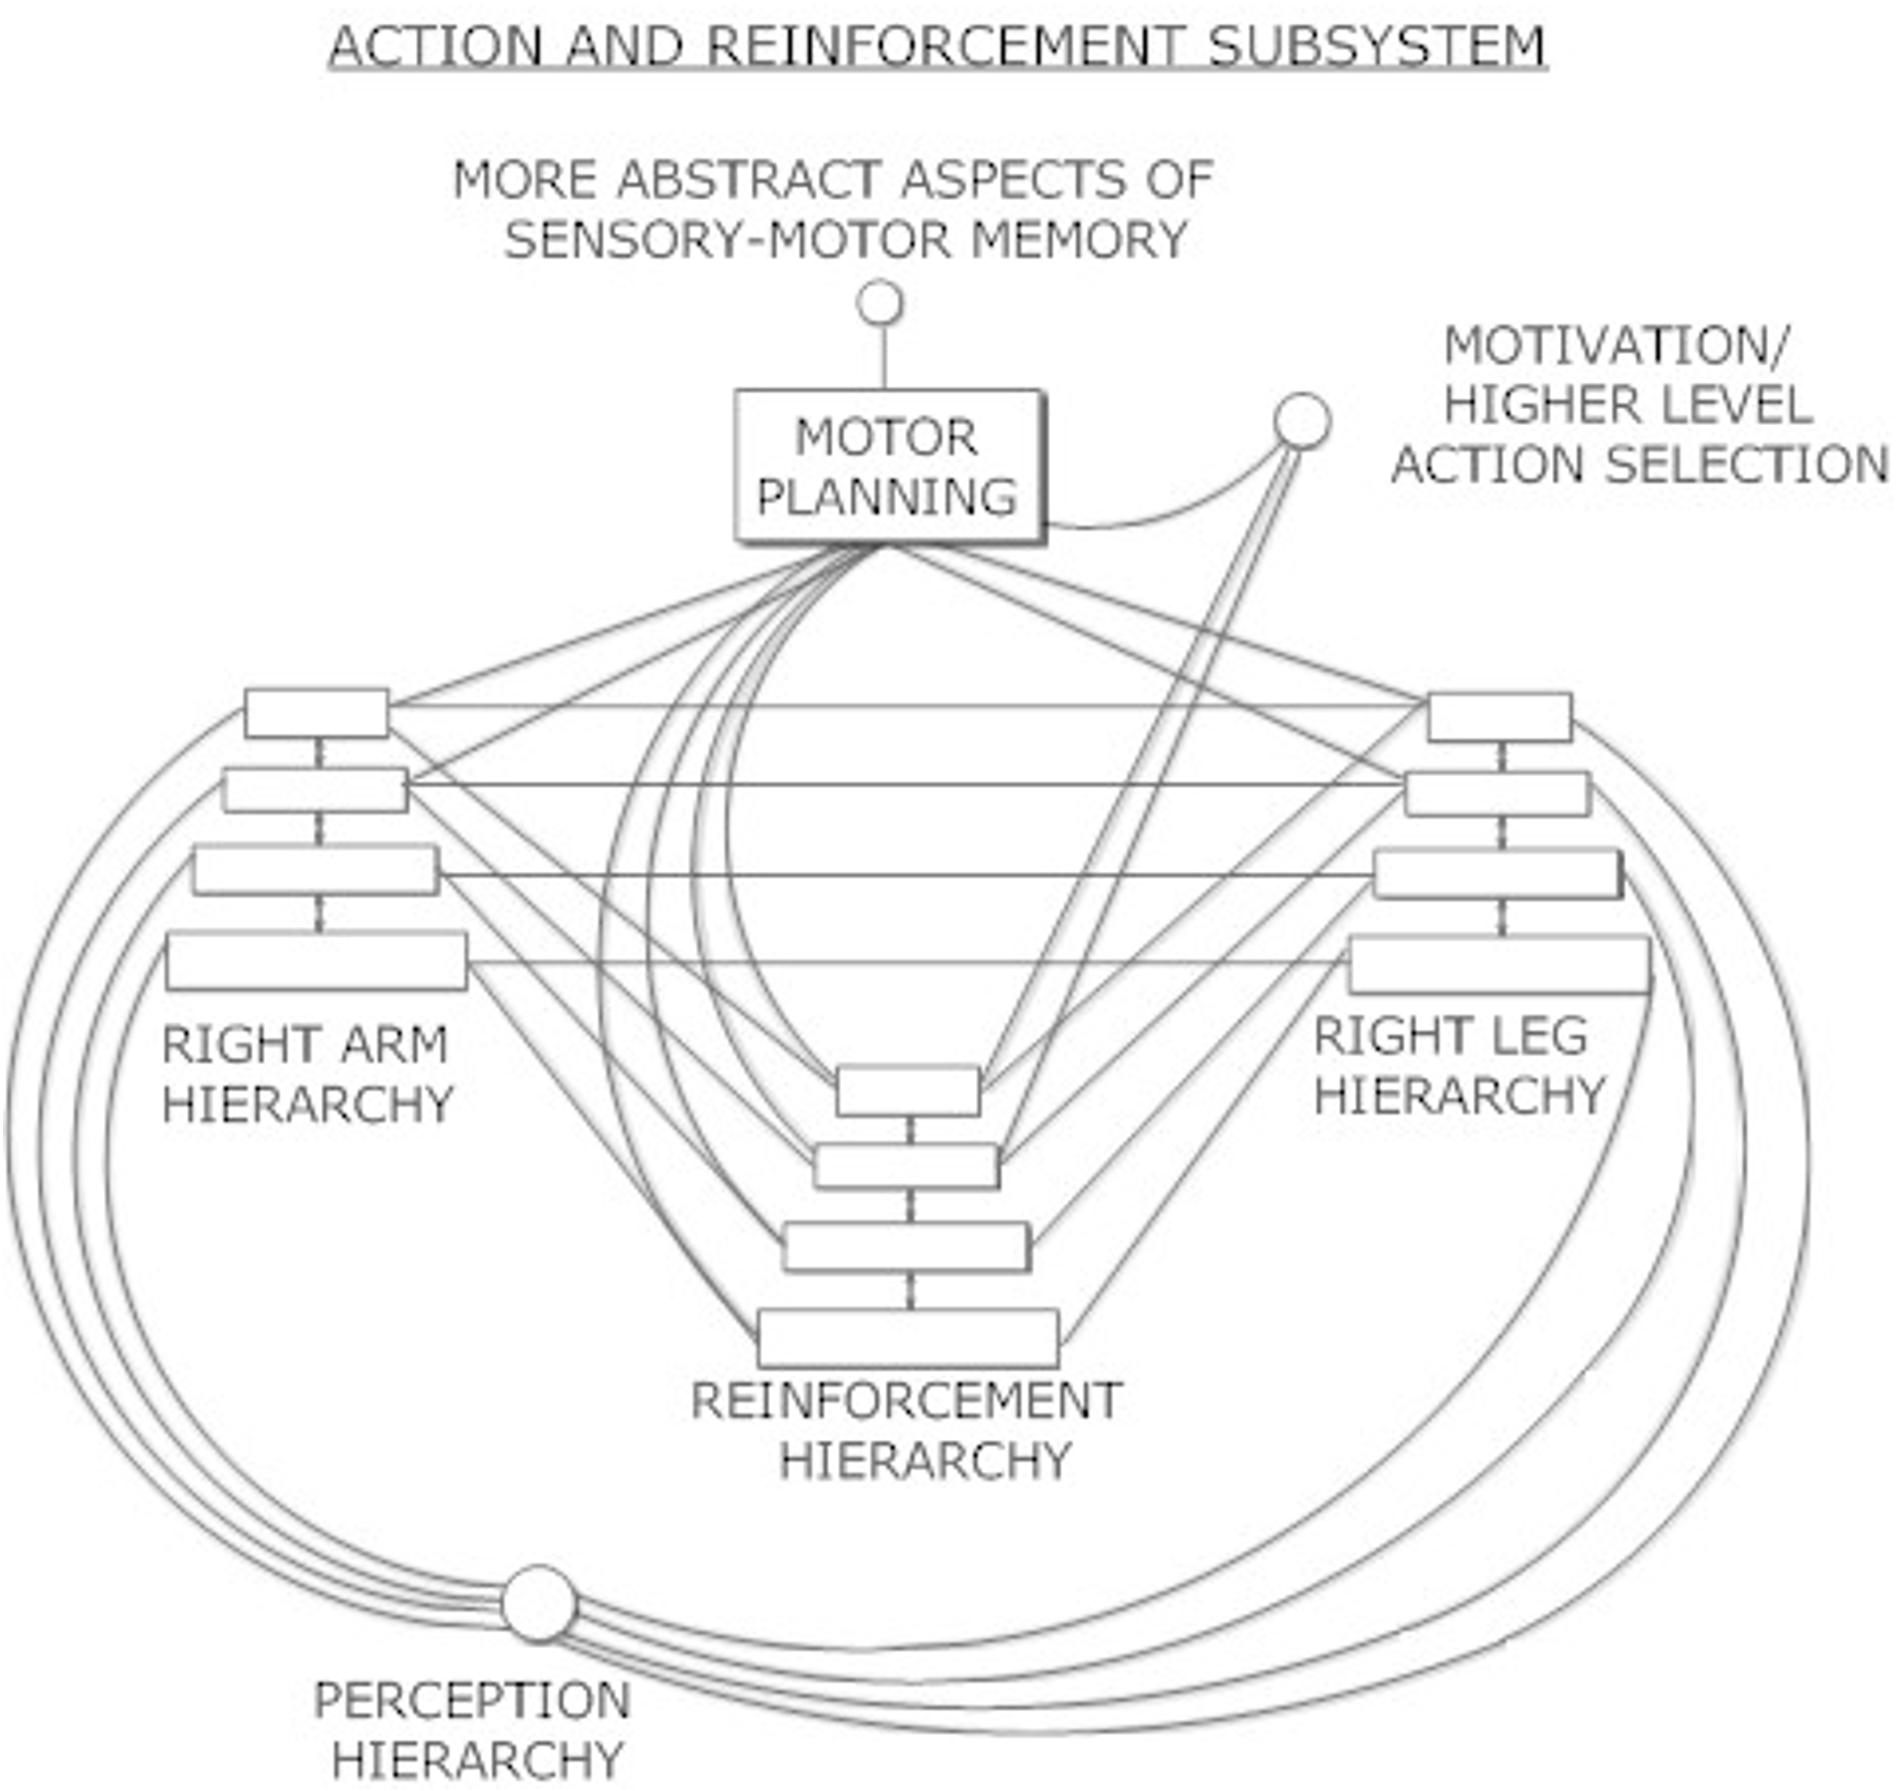 ACTION AND REINFORCEMENT SUBSYSTEM
MORE ABSTRACT ASPECTS OF
SENSORY-MOTOR MEMORY
MOTIVATION/
HIGHER LEVEL
ACTION SELECTION
MOTOR
PLANNING
RIGHT ARM
HIERARCHY
RIGHT LEG
HIERARCHY
REINFORCEMENT
HIERARCHY
PERCEPTION
HIERARCHY